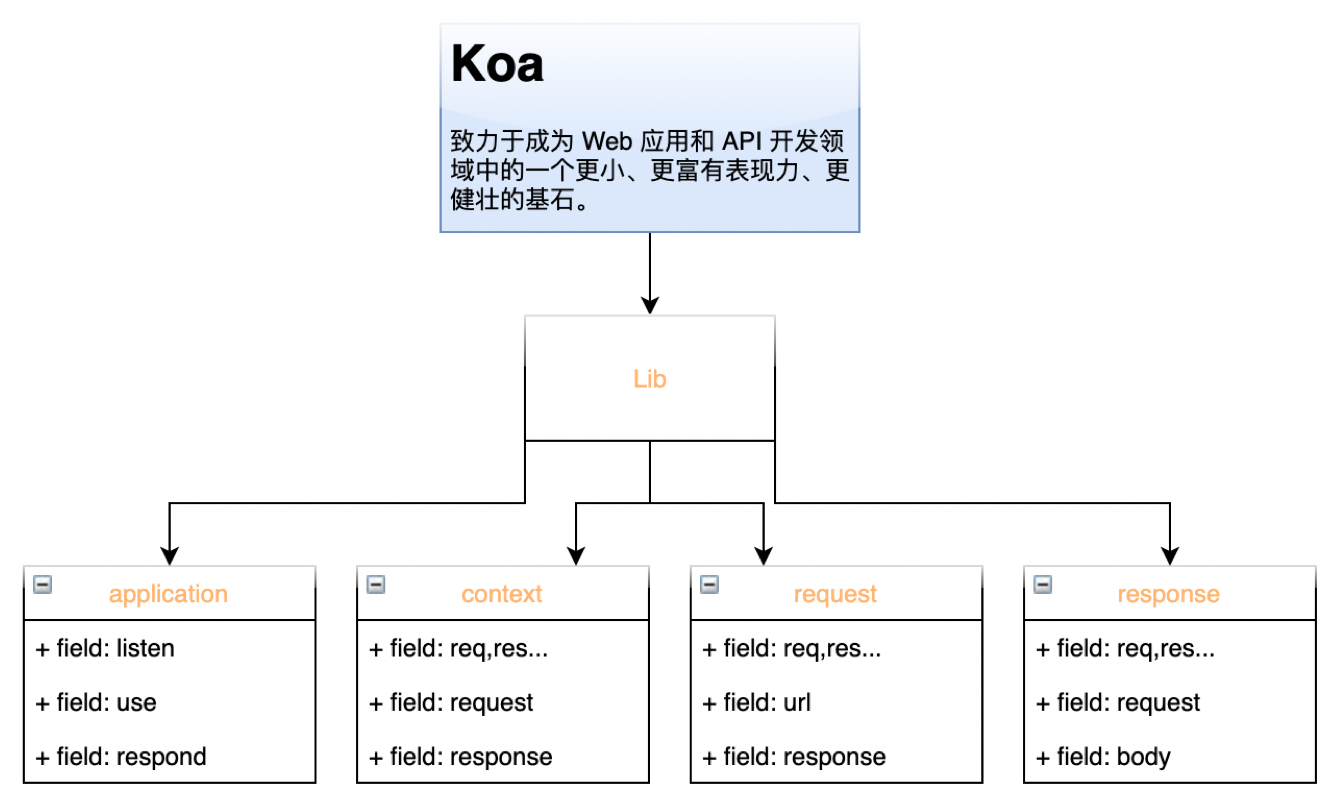 Koa
致力于成为 Web 应用和 API 开发领
域中的一个更小、更富有表现力、更
健壮的基石。
Lib
application
+ field: listen
+ field: use
+ field: respond
context
+ field: req,res...
+ field: request
+ field: response
request
+ field: req,res...
+ field: url
+ field: response
response
+ field: req,res...
+ field: request
+ field: body